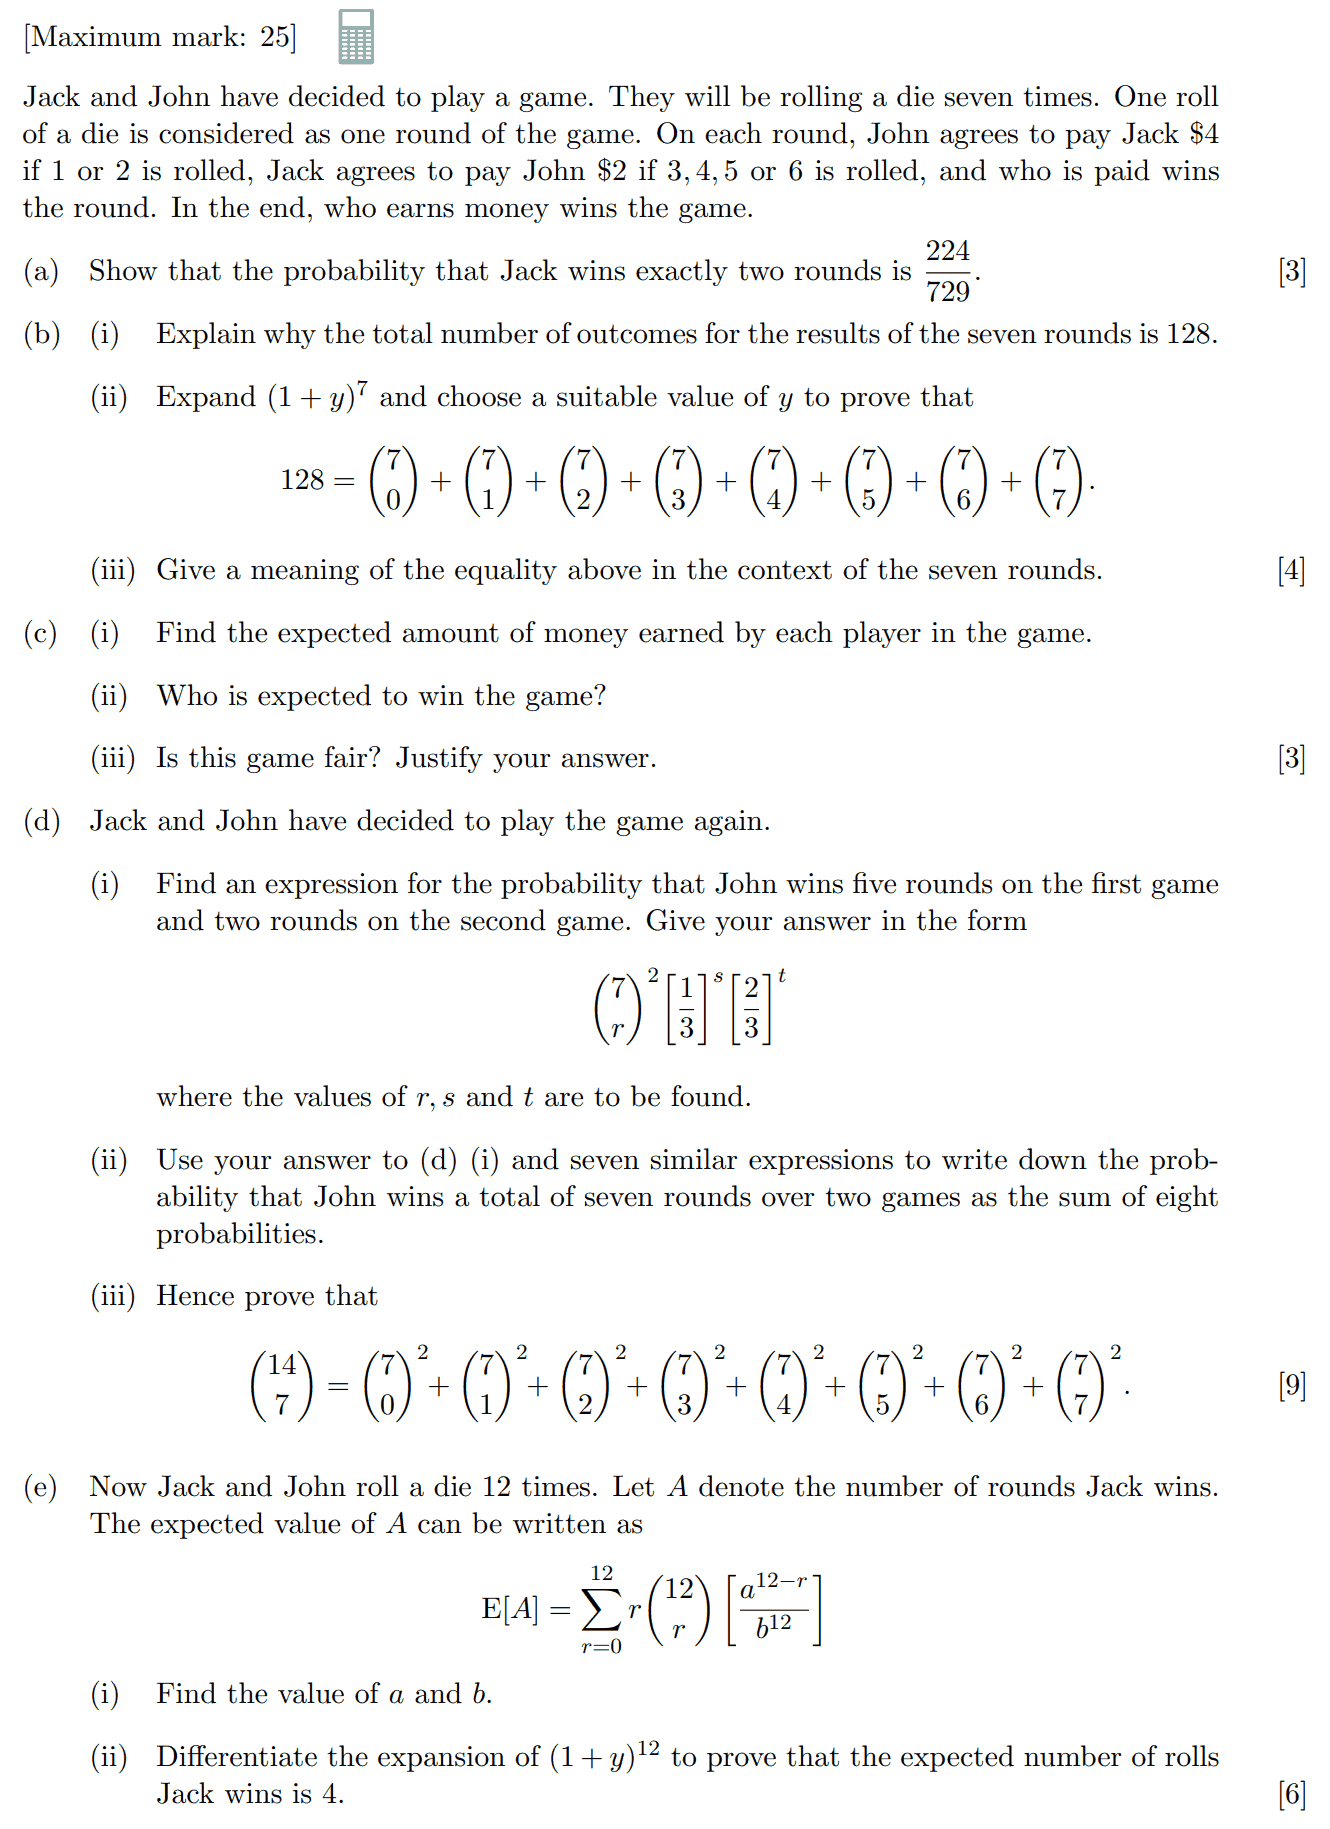 [Maximum mark: 25]
Jack and John have decided to play a game. They will be rolling a die seven times. One roll
of a die is considered as one round of the game. On each round, John agrees to pay Jack $4
if 1 or 2 is rolled, Jack agrees to pay John $2 if 3, 4, 5 or 6 is rolled, and who is paid wins
the round. In the end, who earns money wins the game.
(a) Show that the probability that Jack wins exactly two rounds is \frac{224}{729}. [3]
(b) (i) Explain why the total number of outcomes for the results of the seven rounds is 128.
(ii) Expand (1 + y)^7 and choose a suitable value of y to prove that
128 = \binom{7}{0} + \binom{7}{1} + \binom{7}{2} + \binom{7}{3} + \binom{7}{4} + \binom{7}{5} + \binom{7}{6} + \binom{7}{7}.
(iii) Give a meaning of the equality above in the context of the seven rounds. [4]
(c) (i) Find the expected amount of money earned by each player in the game.
(ii) Who is expected to win the game?
(iii) Is this game fair? Justify your answer. [3]
(d) Jack and John have decided to play the game again.
(i) Find an expression for the probability that John wins five rounds on the first game
and two rounds on the second game. Give your answer in the form
\binom{7}{r}^2 [\frac{1}{3}]^s [\frac{2}{3}]^t
where the values of r, s and t are to be found.
(ii) Use your answer to (d) (i) and seven similar expressions to write down the prob-
ability that John wins a total of seven rounds over two games as the sum of eight
probabilities.
(iii) Hence prove that
\binom{14}{7} = \binom{7}{0}^2 + \binom{7}{1}^2 + \binom{7}{2}^2 + \binom{7}{3}^2 + \binom{7}{4}^2 + \binom{7}{5}^2 + \binom{7}{6}^2 + \binom{7}{7}^2. [9]
(e) Now Jack and John roll a die 12 times. Let A denote the number of rounds Jack wins.
The expected value of A can be written as
E[A] = \sum_{r=0}^{12} r \binom{12}{r} [\frac{a^{12-r}}{b^{12}}]
(i) Find the value of a and b.
(ii) Differentiate the expansion of (1 + y)^{12} to prove that the expected number of rolls
Jack wins is 4. [6]